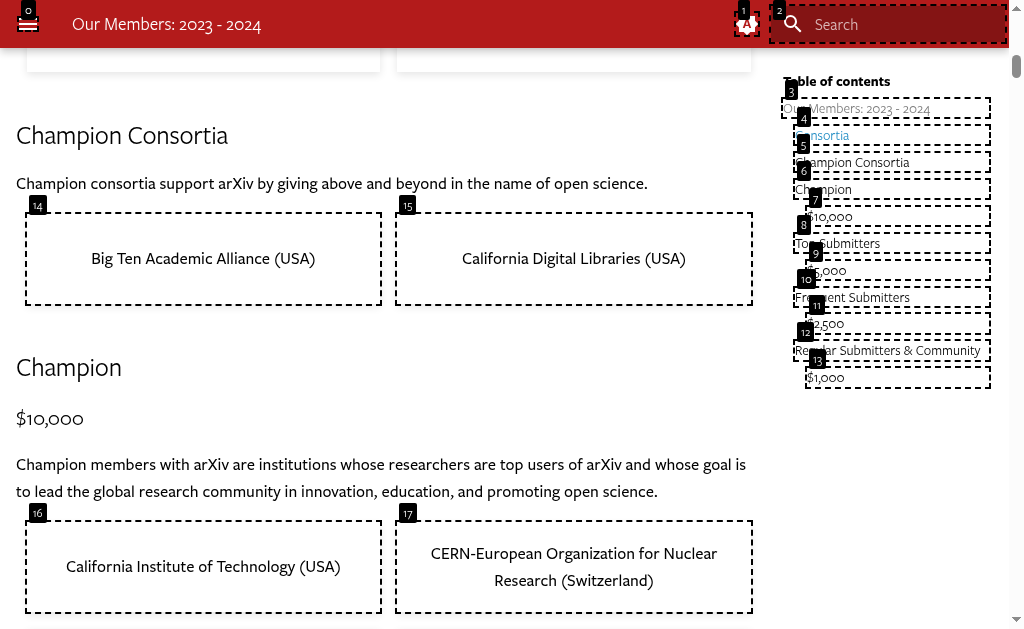 0
Our Members: 2023 - 2024
1
A
2
Search
Champion Consortia
Champion consortia support arXiv by giving above and beyond in the name of open science.
14
Big Ten Academic Alliance (USA)
15
California Digital Libraries (USA)
Champion
$10,000
Champion members with arXiv are institutions whose researchers are top users of arXiv and whose goal is
to lead the global research community in innovation, education, and promoting open science.
16
California Institute of Technology (USA)
17
CERN-European Organization for Nuclear
Research (Switzerland)
Table of contents
3
Our Members: 2023 - 2024
4
Consortia
5
Champion Consortia
6
Champion
7
$10,000
8
Top Submitters
9
$5,000
10
Frequent Submitters
11
$2,500
12
Regular Submitters & Community
13
$1,000